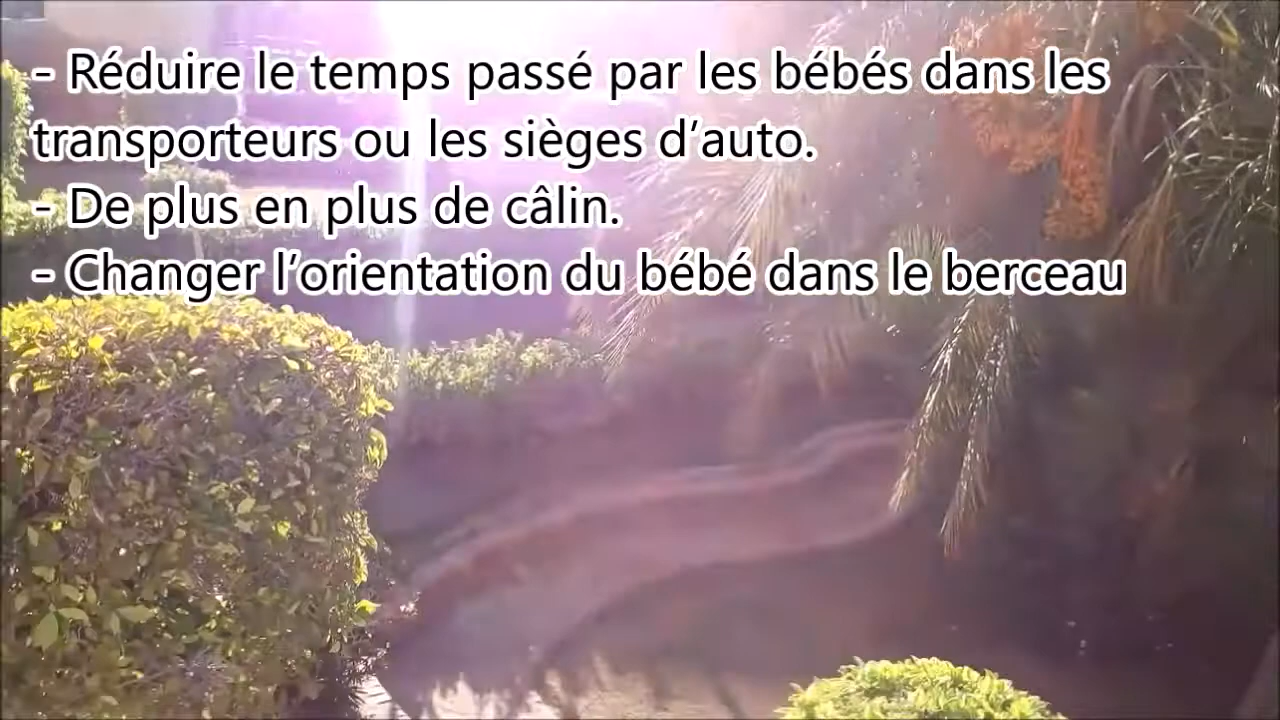 - Réduire le temps passé par les bébés dans les
transporteurs ou les sièges d’auto.
- De plus en plus de câlin.
- Changer l’orientation du bébé dans le berceau